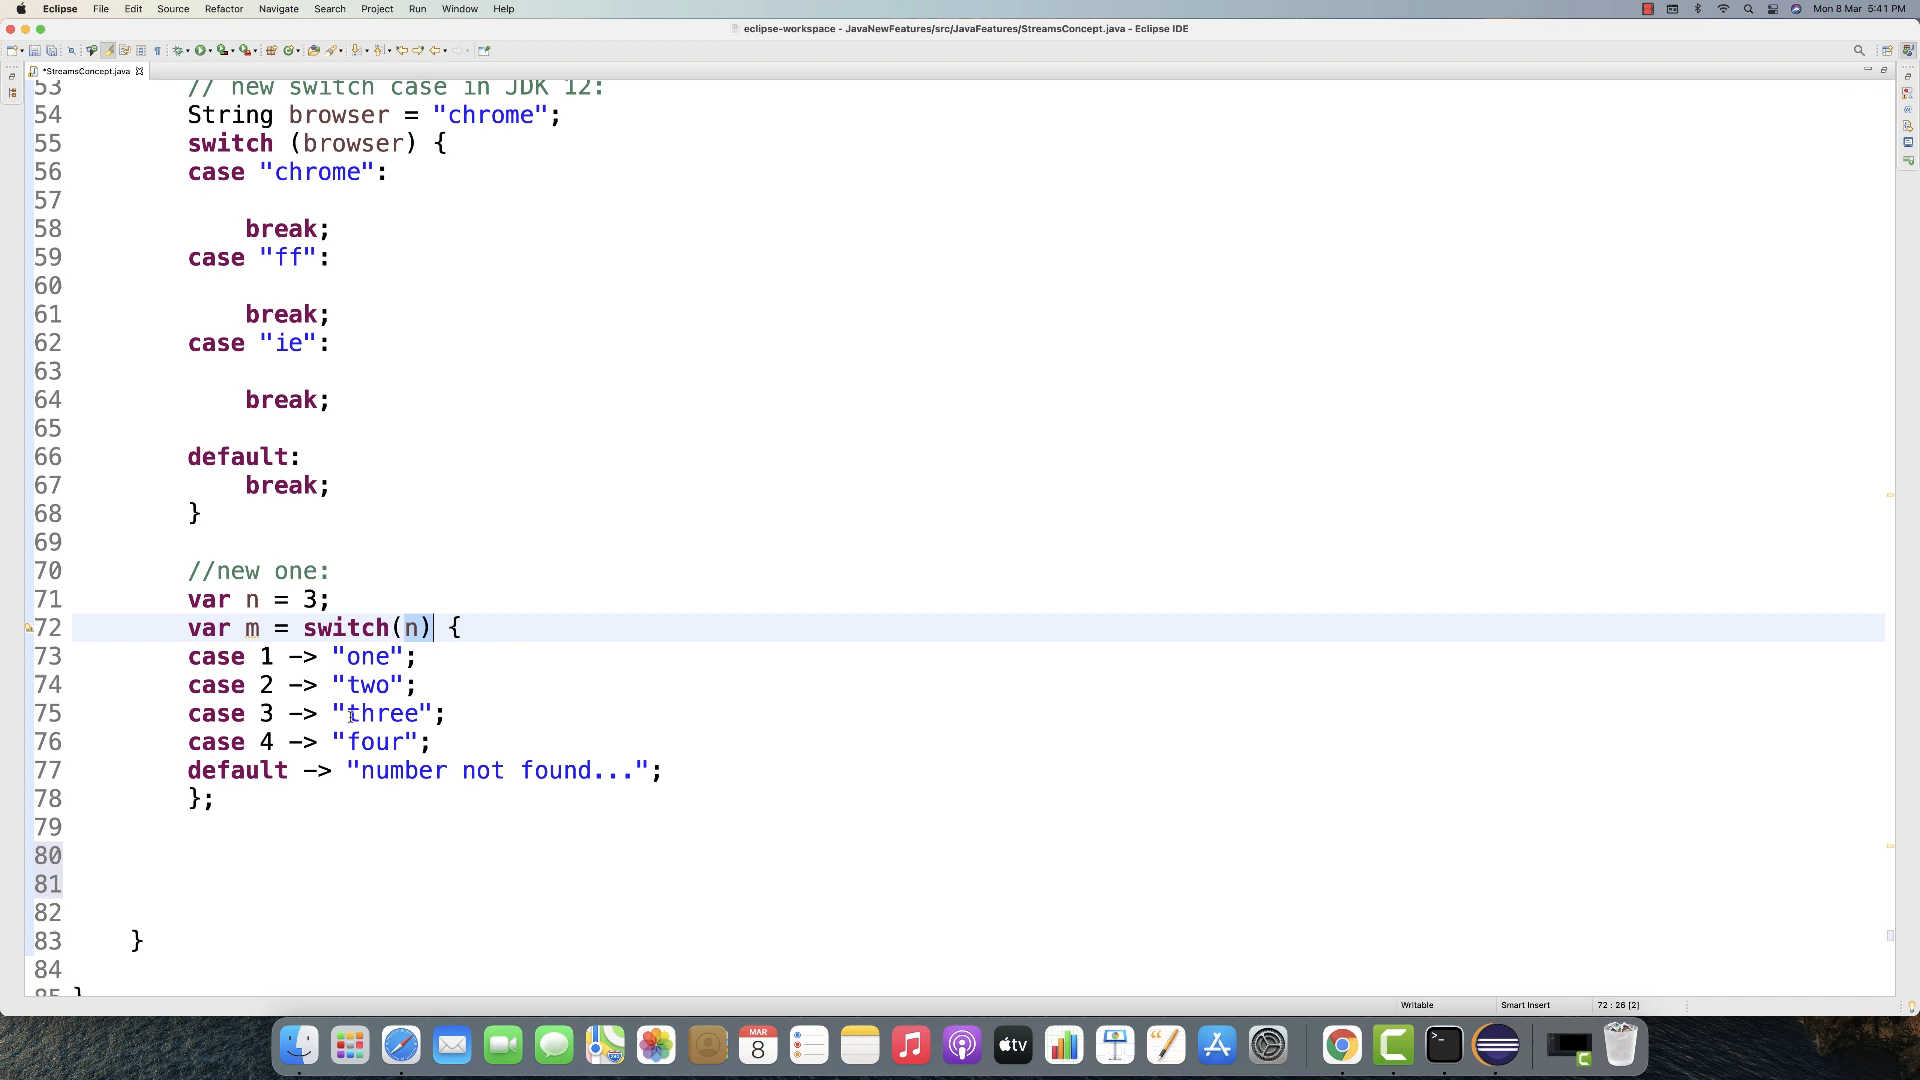 Eclipse File Edit Source Refactor Navigate Search Project Run Window Help Mon 8 Mar 5:41 PM
eclipse-workspace - JavaNewFeatures/src/JavaFeatures/StreamsConcept.java - Eclipse IDE
*StreamsConcept.java
53 // new switch case in JDK 12:
54 String browser = "chrome";
55 switch (browser) {
56 case "chrome":
57
58 break;
59 case "ff":
60
61 break;
62 case "ie":
63
64 break;
65
66 default:
67 break;
68 }
69
70 //new one:
71 var n = 3;
72 var m = switch(n) {
73 case 1 -> "one";
74 case 2 -> "two";
75 case 3 -> "three";
76 case 4 -> "four";
77 default -> "number not found...";
78 };
79
80
81
82
83 }
84
85 }
Writable Smart Insert 72 : 26 [2]
MAR
8
tv